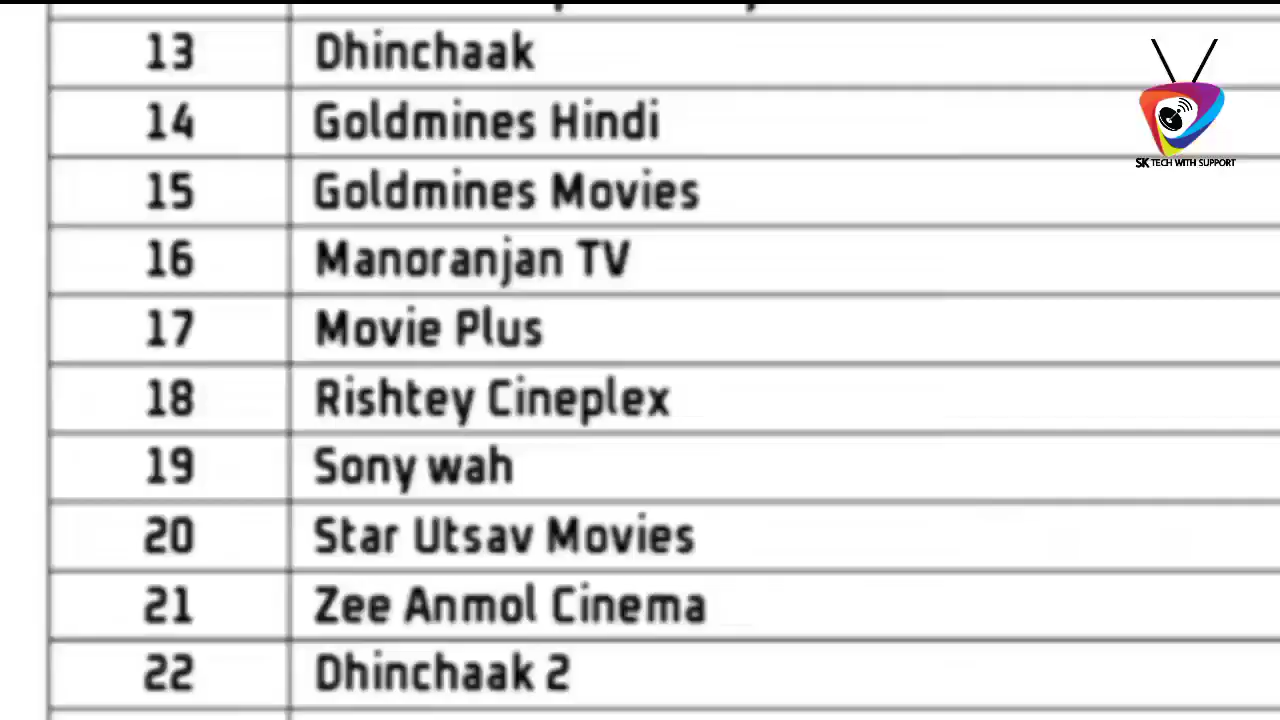 13 Dhinchaak
14 Goldmines Hindi
15 Goldmines Movies
16 Manoranjan TV
17 Movie Plus
18 Rishtey Cineplex
19 Sony wah
20 Star Utsav Movies
21 Zee Anmol Cinema
22 Dhinchaak 2
SK TECH WITH SUPPORT